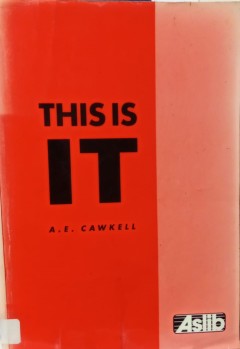 THIS IS
IT
A.E. CAWKELL
Aslib